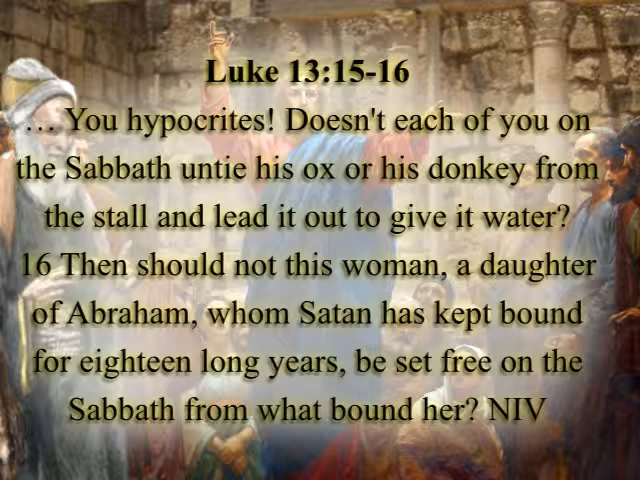 Luke 13:15-16
… You hypocrites! Doesn't each of you on
the Sabbath untie his ox or his donkey from
the stall and lead it out to give it water?
16 Then should not this woman, a daughter
of Abraham, whom Satan has kept bound
for eighteen long years, be set free on the
Sabbath from what bound her? NIV